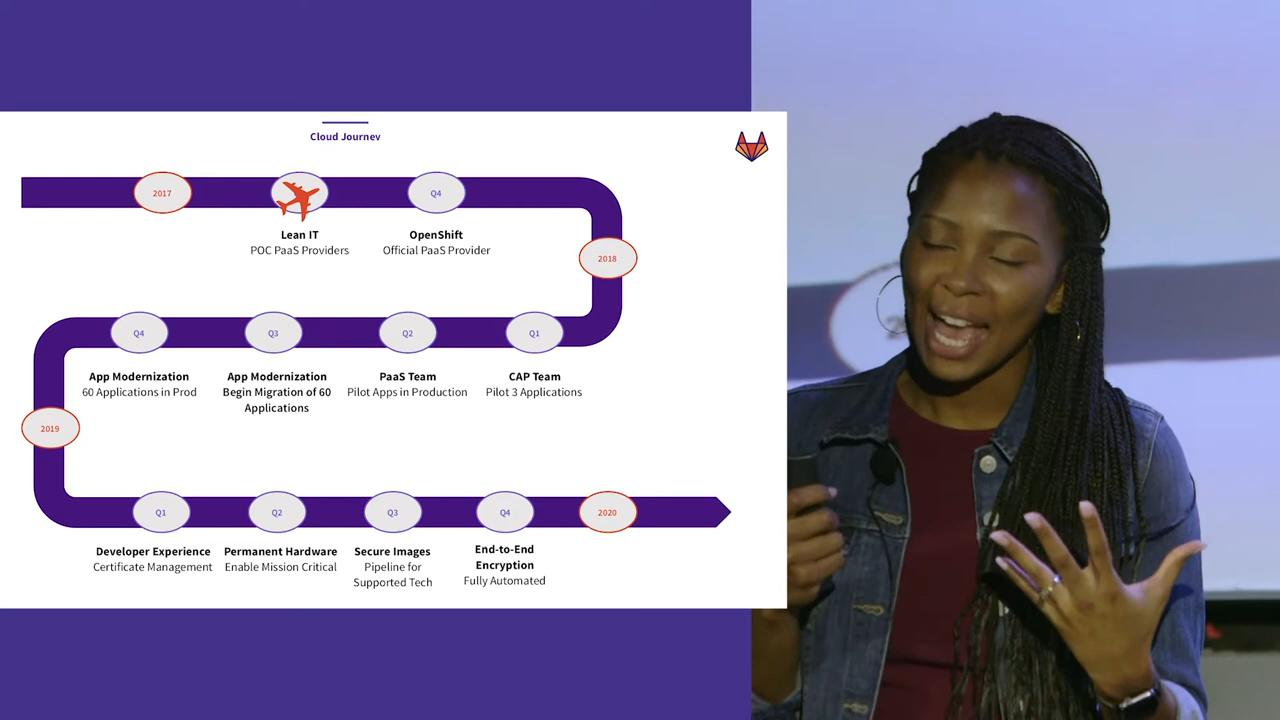 Cloud Journey
2017
Q4
Lean IT
POC PaaS Providers
OpenShift
Official PaaS Provider
2018
Q4
Q3
Q2
Q1
App Modernization
60 Applications in Prod
App Modernization
Begin Migration of 60
Applications
PaaS Team
Pilot Apps in Production
CAP Team
Pilot 3 Applications
2019
Q1
Q2
Q3
Q4
2020
Developer Experience
Certificate Management
Permanent Hardware
Enable Mission Critical
Secure Images
Pipeline for
Supported Tech
End-to-End
Encryption
Fully Automated